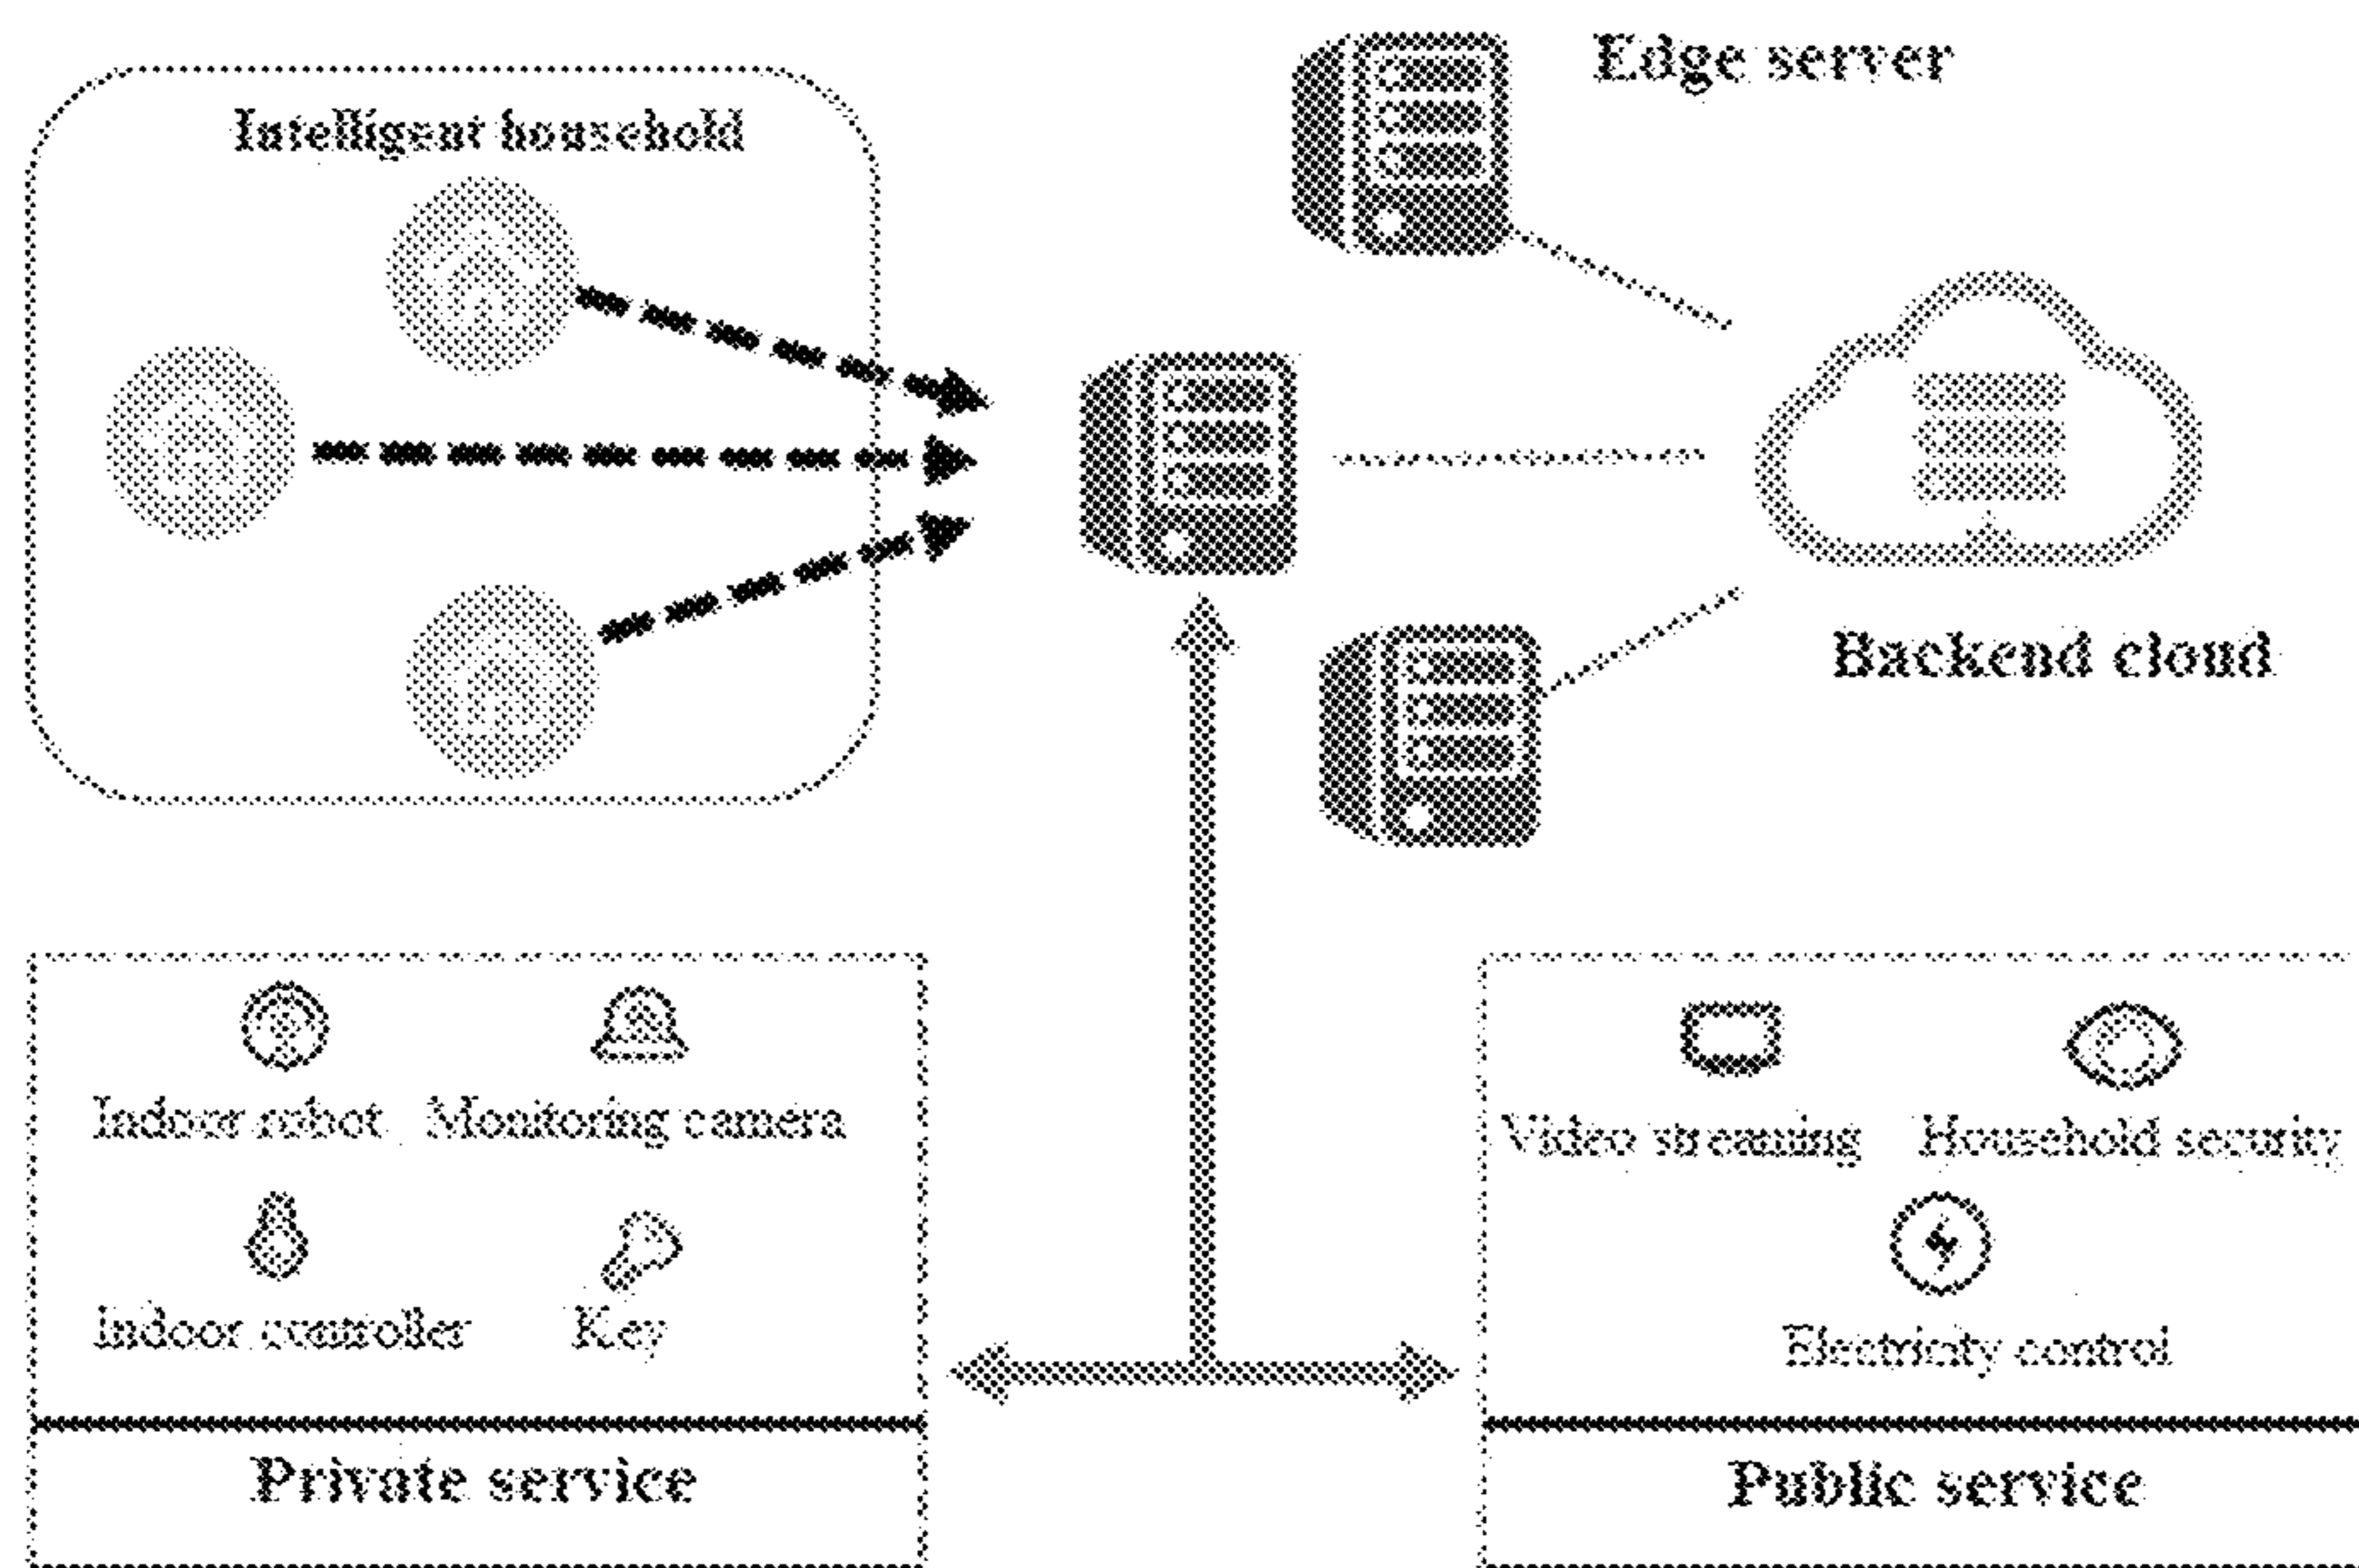 Edge server
Intelligent household
Backend cloud
Indoor robot Monitoring camera
Indoor controller Key
Private service
Video streaming Household security
Electricity control
Public service